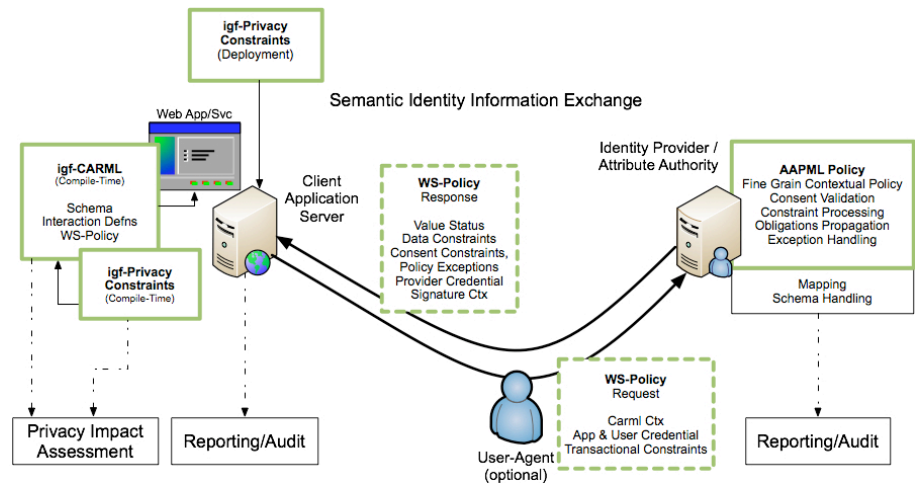 igf-Privacy
Constraints
(Deployment)
Semantic Identity Information Exchange
Web App/Svc
igf-CARML
(Compile-Time)
Schema
Interaction Defns
WS-Policy
igf-Privacy
Constraints
(Compile-Time)
Client
Application
Server
WS-Policy
Response
Value Status
Data Constraints
Consent Constraints,
Policy Exceptions
Provider Credential
Signature Ctx
Identity Provider /
Attribute Authority
AAPML Policy
Fine Grain Contextual Policy
Consent Validation
Constraint Processing
Obligations Propagation
Exception Handling
Mapping
Schema Handling
WS-Policy
Request
Carml Ctx
App & User Credential
Transactional Constraints
User-Agent
(optional)
Privacy Impact
Assessment
Reporting/Audit
Reporting/Audit